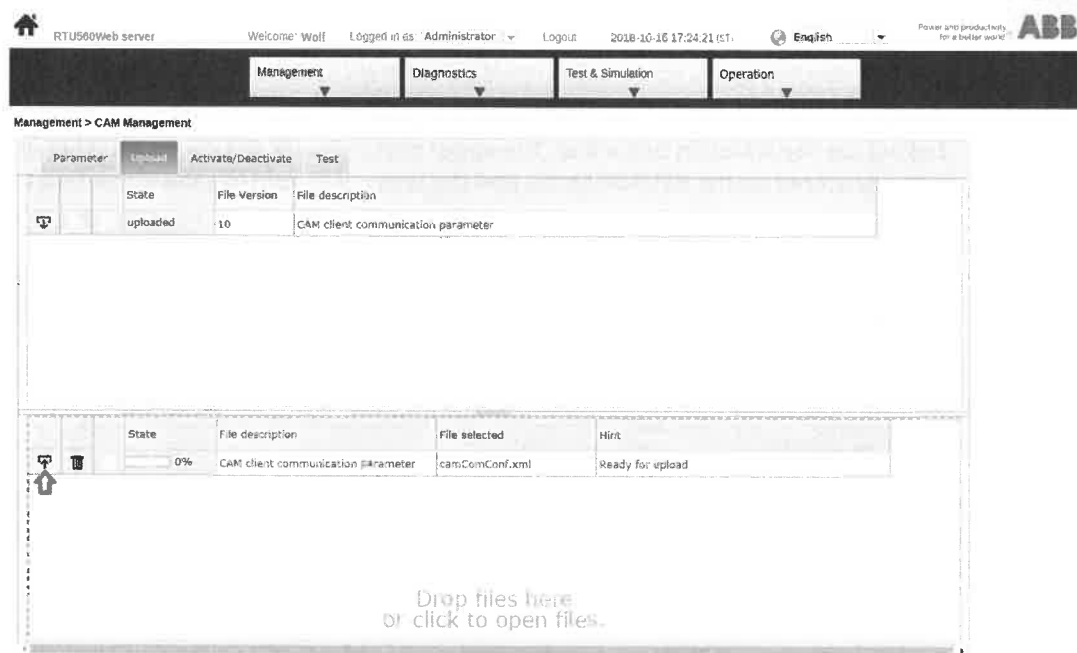 RTU560Web server Welcome: Wolf Logged in as: Administrator Logout 2018-10-16 17:24:21 (ST) English
Power and productivity
for a better world
ABB
Management Diagnostics Test & Simulation Operation
Management > CAM Management
Parameter Upload Activate/Deactivate Test
State File Version File description
uploaded 10 CAM client communication parameter
State File description File selected Hint
0% CAM client communication parameter camComConf.xml Ready for upload
Drop files here
or click to open files.